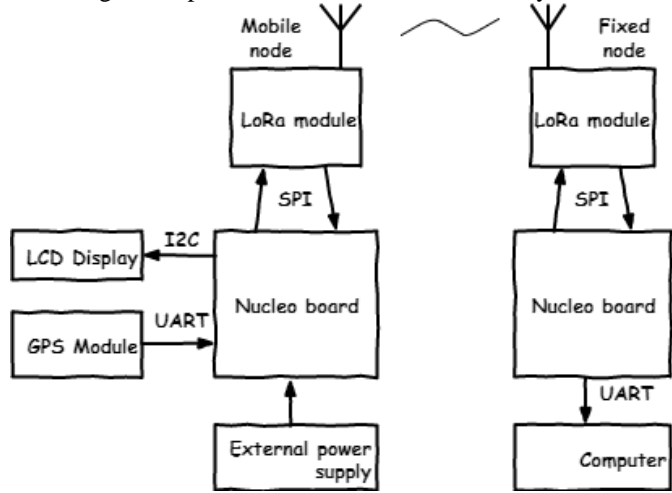 Mobile
node
Fixed
node
LoRa module
LoRa module
SPI
SPI
I2C
LCD Display
Nucleo board
Nucleo board
UART
GPS Module
UART
External power
supply
Computer